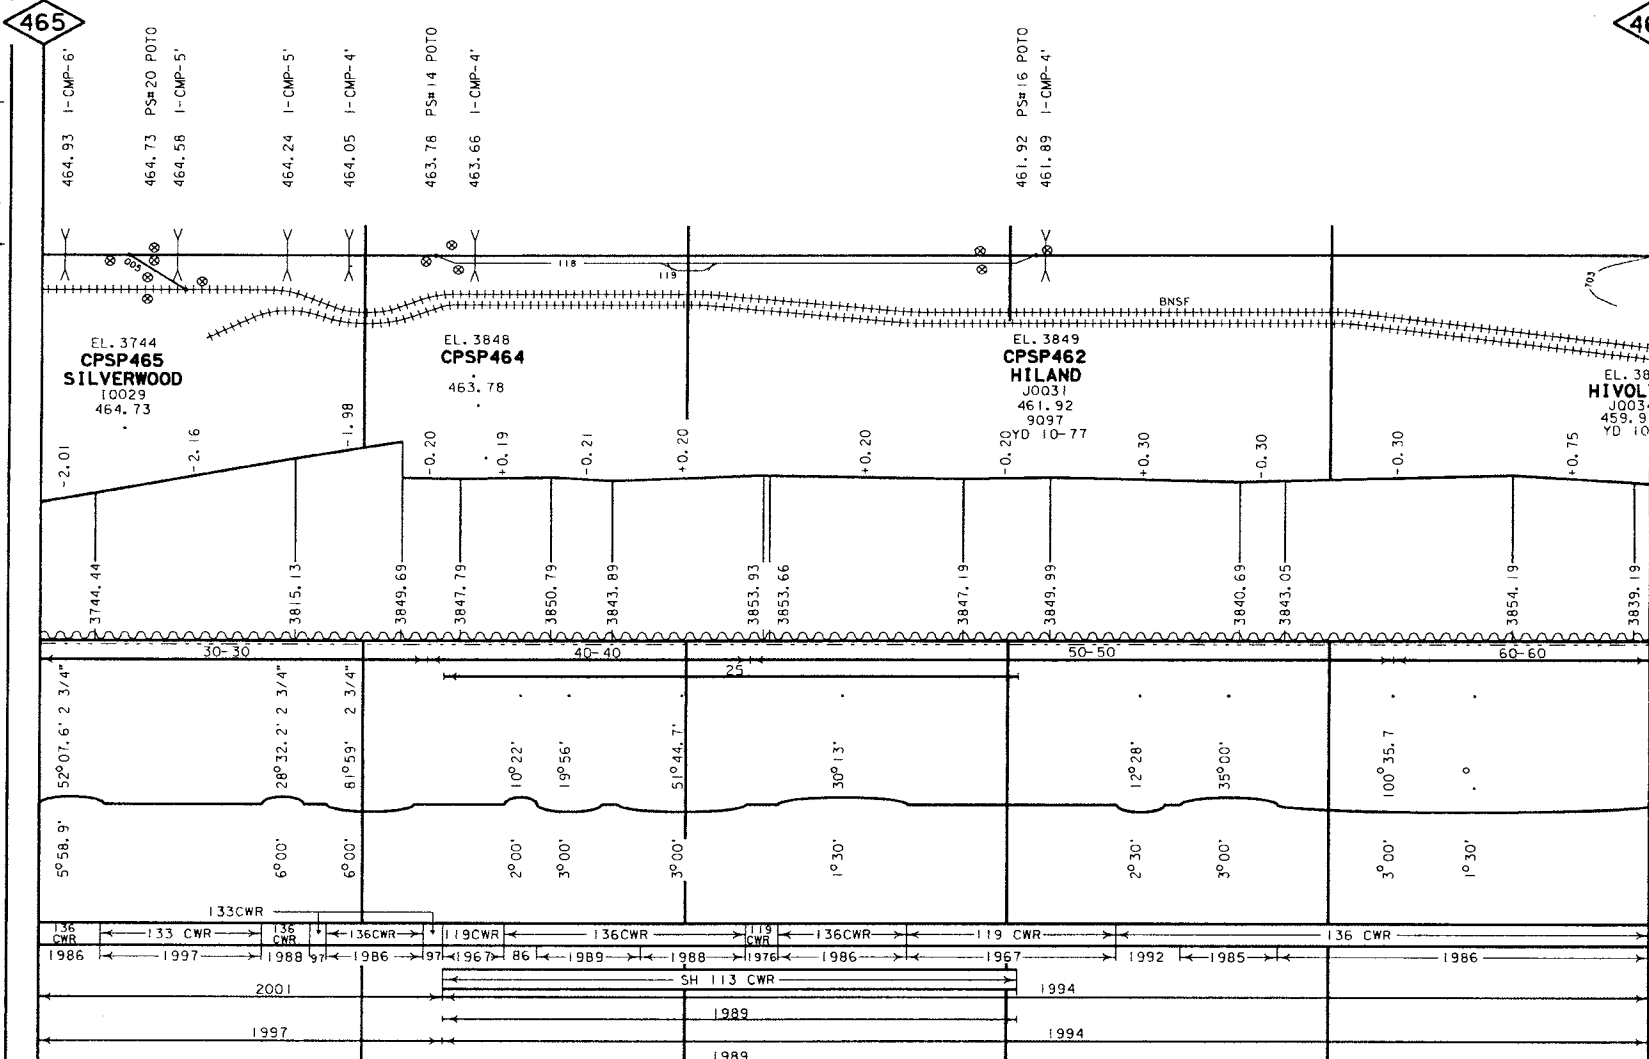 465
46
464.93 1-CMP-6'
464.73 PS#20 POTO
464.58 1-CMP-5'
464.24 1-CMP-5'
464.05 1-CMP-4'
463.78 PS#14 POTO
463.66 1-CMP-4'
461.92 PS#16 POTO
461.89 1-CMP-4'
005
118
119
BNSF
703
EL. 3744
CPSP465
SILVERWOOD
10029
464.73
EL. 3848
CPSP464
463.78
EL. 3849
CPSP462
HILAND
JQ031
461.92
9Q97
YD 10-77
EL. 38
HIVOL
JQ034
459.9
YD 10
-2.01
-2.16
-1.98
-0.20
+0.19
-0.21
+0.20
+0.20
-0.20
+0.30
-0.30
-0.30
+0.75
3744.44
3815.13
3849.69
3847.79
3850.79
3843.89
3853.93
3853.66
3847.19
3849.99
3840.69
3843.05
3854.19
3839.19
30-30
40-40
50-50
60-60
25
52°07.6' 2 3/4"
28°32.2' 2 3/4"
81°59' 2 3/4"
10°22'
19°56'
51°44.7'
30°13'
12°28'
35°00'
100°35.7
5°58.9'
6°00'
6°00'
2°00'
3°00'
3°00'
1°30'
2°30'
3°00'
3°00'
1°30'
133CWR
136 CWR
133 CWR
136 CWR
136CWR
119CWR
136CWR
119 CWR
136CWR
119 CWR
136 CWR
1986
1997
1988
97
1986
97
1967
86
1989
1988
1976
1986
1967
1992
1985
1986
SH 113 CWR
2001
1994
1989
1997
1994
1989